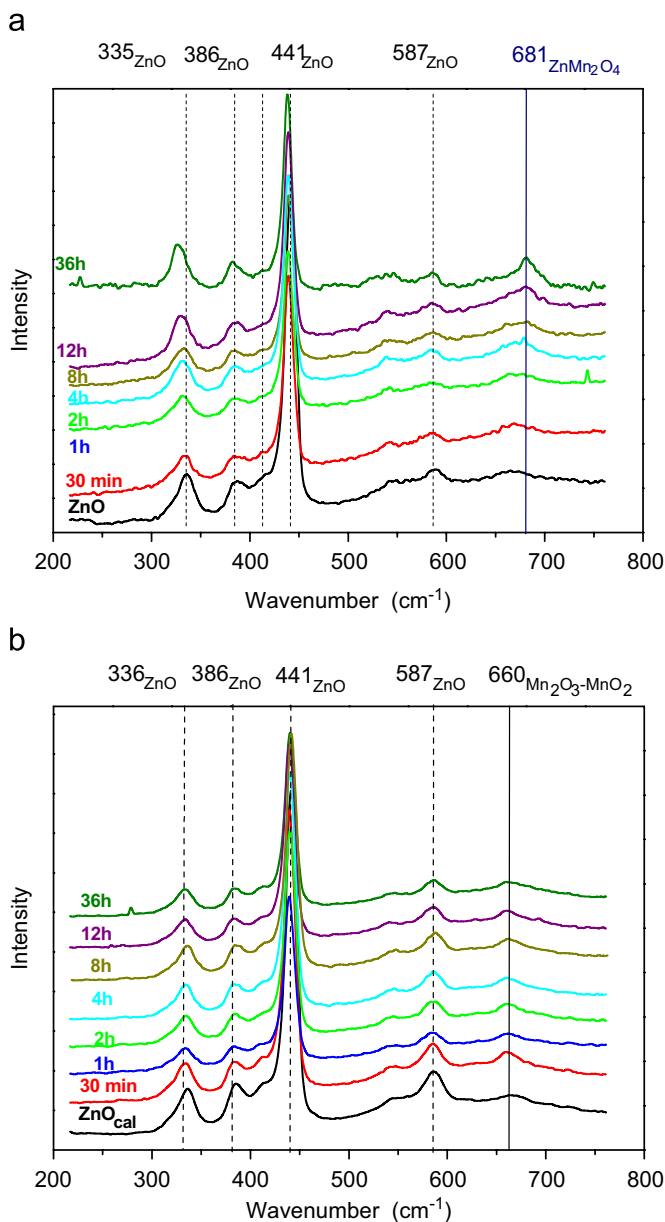 a
335ZnO 386ZnO 441ZnO 587ZnO 681ZnMn2O4
36h
12h
8h
4h
2h
1h
30 min
ZnO
Intensity
200 300 400 500 600 700 800
Wavenumber (cm-1)
b
336ZnO 386ZnO 441ZnO 587ZnO 660Mn2O3-MnO2
36h
12h
8h
4h
2h
1h
30 min
ZnOcal
Intensity
200 300 400 500 600 700 800
Wavenumber (cm-1)